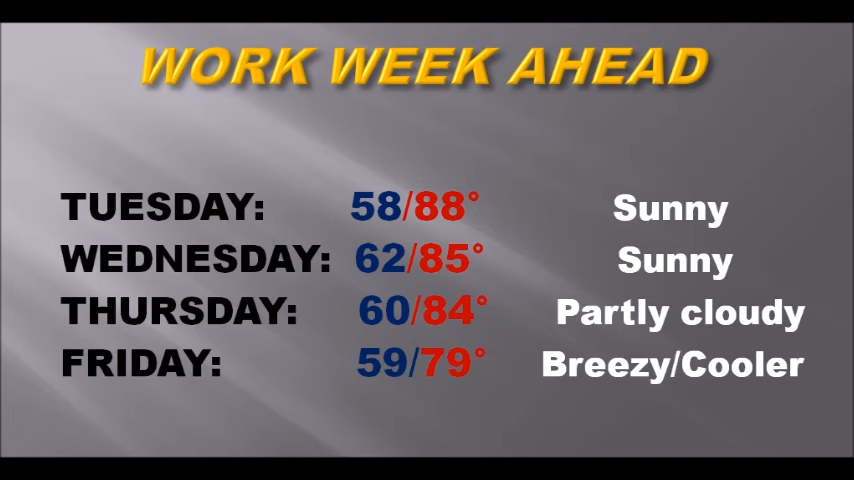 WORK WEEK AHEAD
TUESDAY: 58/88° Sunny
WEDNESDAY: 62/85° Sunny
THURSDAY: 60/84° Partly cloudy
FRIDAY: 59/79° Breezy/Cooler